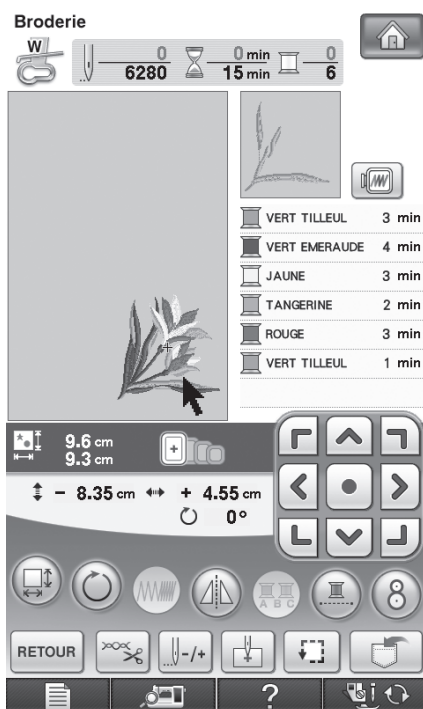 Broderie
W
0 0 min 0
6280 15 min 6
VERT TILLEUL 3 min
VERT EMERAUDE 4 min
JAUNE 3 min
TANGERINE 2 min
ROUGE 3 min
VERT TILLEUL 1 min
9.6 cm
9.3 cm
- 8.35 cm + 4.55 cm
0°
A B C
8
RETOUR -/+
?